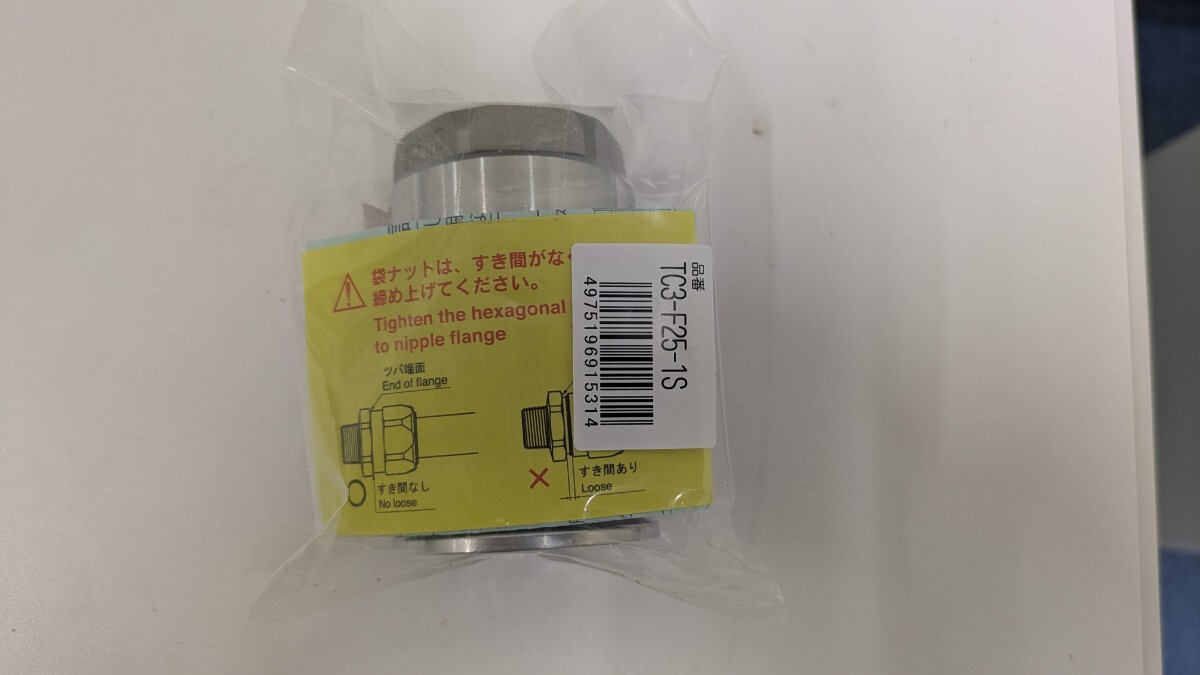 袋ナットは、すき間がな
締め上げてください。
Tighten the hexagonal
to nipple flange
ツバ端面
End of flange
すき間なし
No loose
すき間あり
Loose
品番
TC3-F25-1S
4975196915314